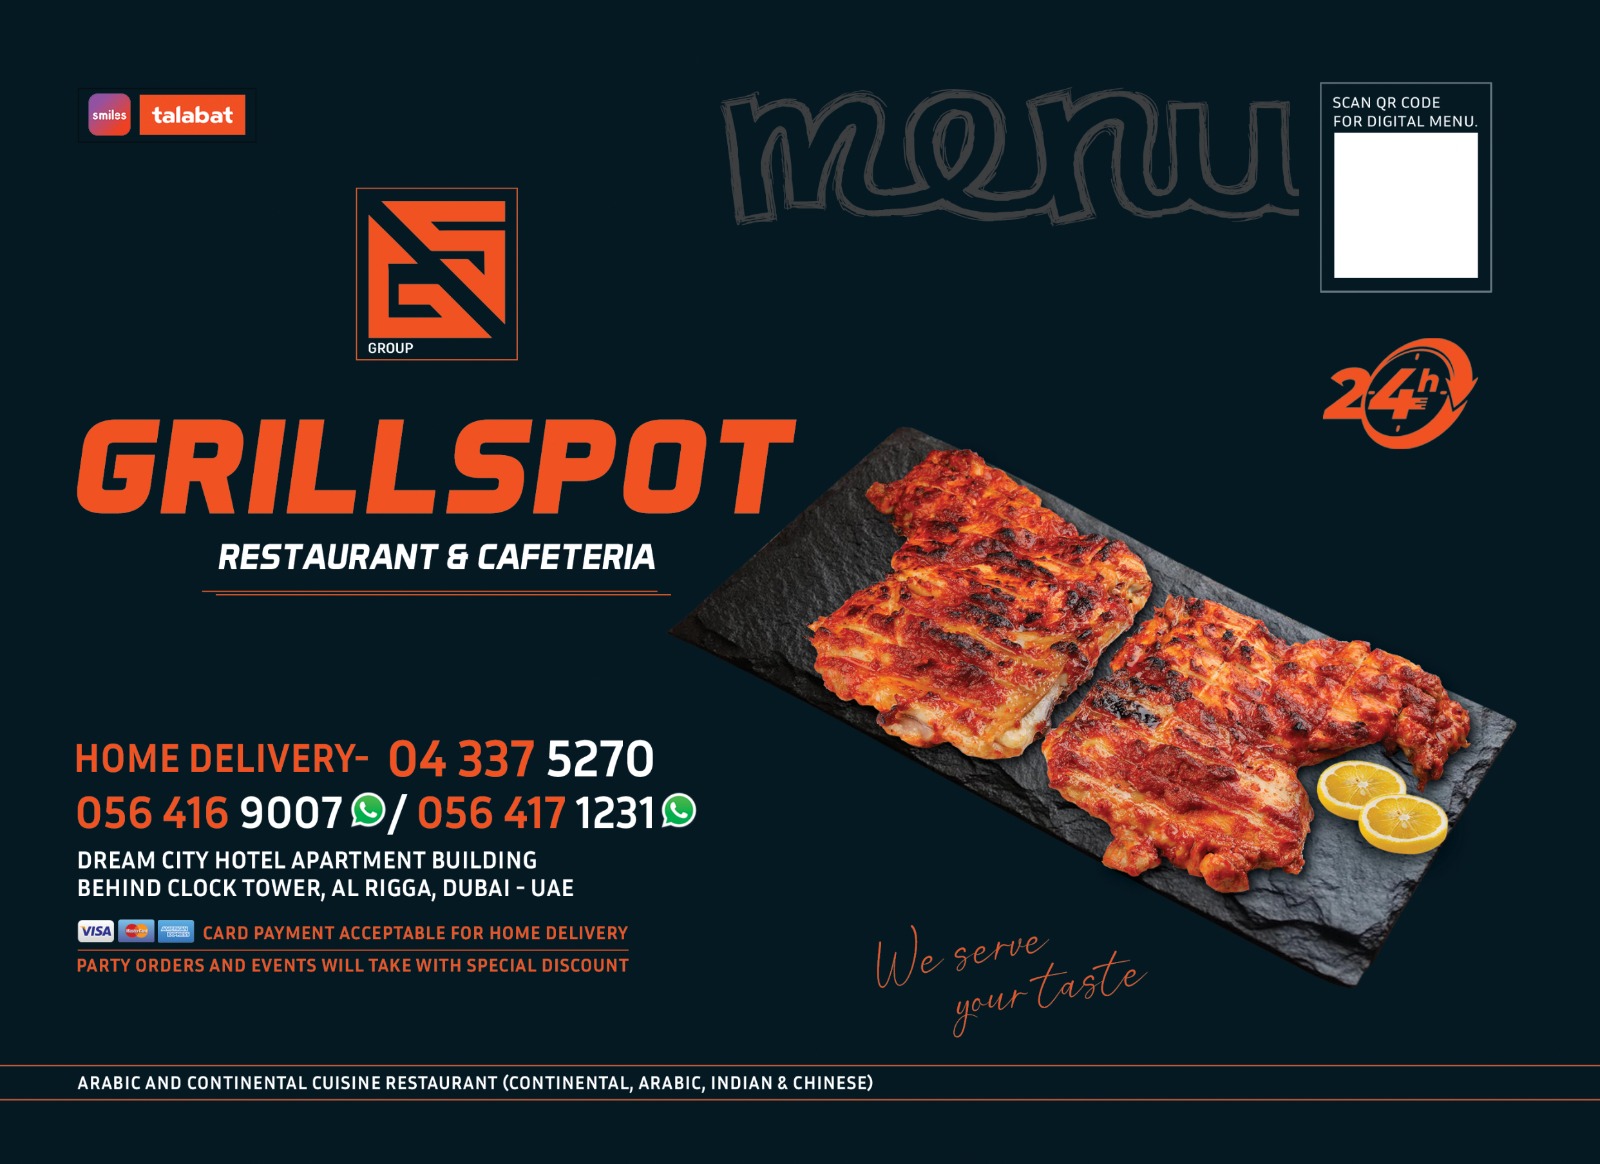 smiles
talabat
menu
SCAN QR CODE
FOR DIGITAL MENU.
GROUP
24h
GRILLSPOT
RESTAURANT & CAFETERIA
HOME DELIVERY- 04 337 5270
056 416 9007 / 056 417 1231
DREAM CITY HOTEL APARTMENT BUILDING
BEHIND CLOCK TOWER, AL RIGGA, DUBAI - UAE
VISA MasterCard AMERICAN EXPRESS CARD PAYMENT ACCEPTABLE FOR HOME DELIVERY
PARTY ORDERS AND EVENTS WILL TAKE WITH SPECIAL DISCOUNT
We serve
your taste
ARABIC AND CONTINENTAL CUISINE RESTAURANT (CONTINENTAL, ARABIC, INDIAN & CHINESE)